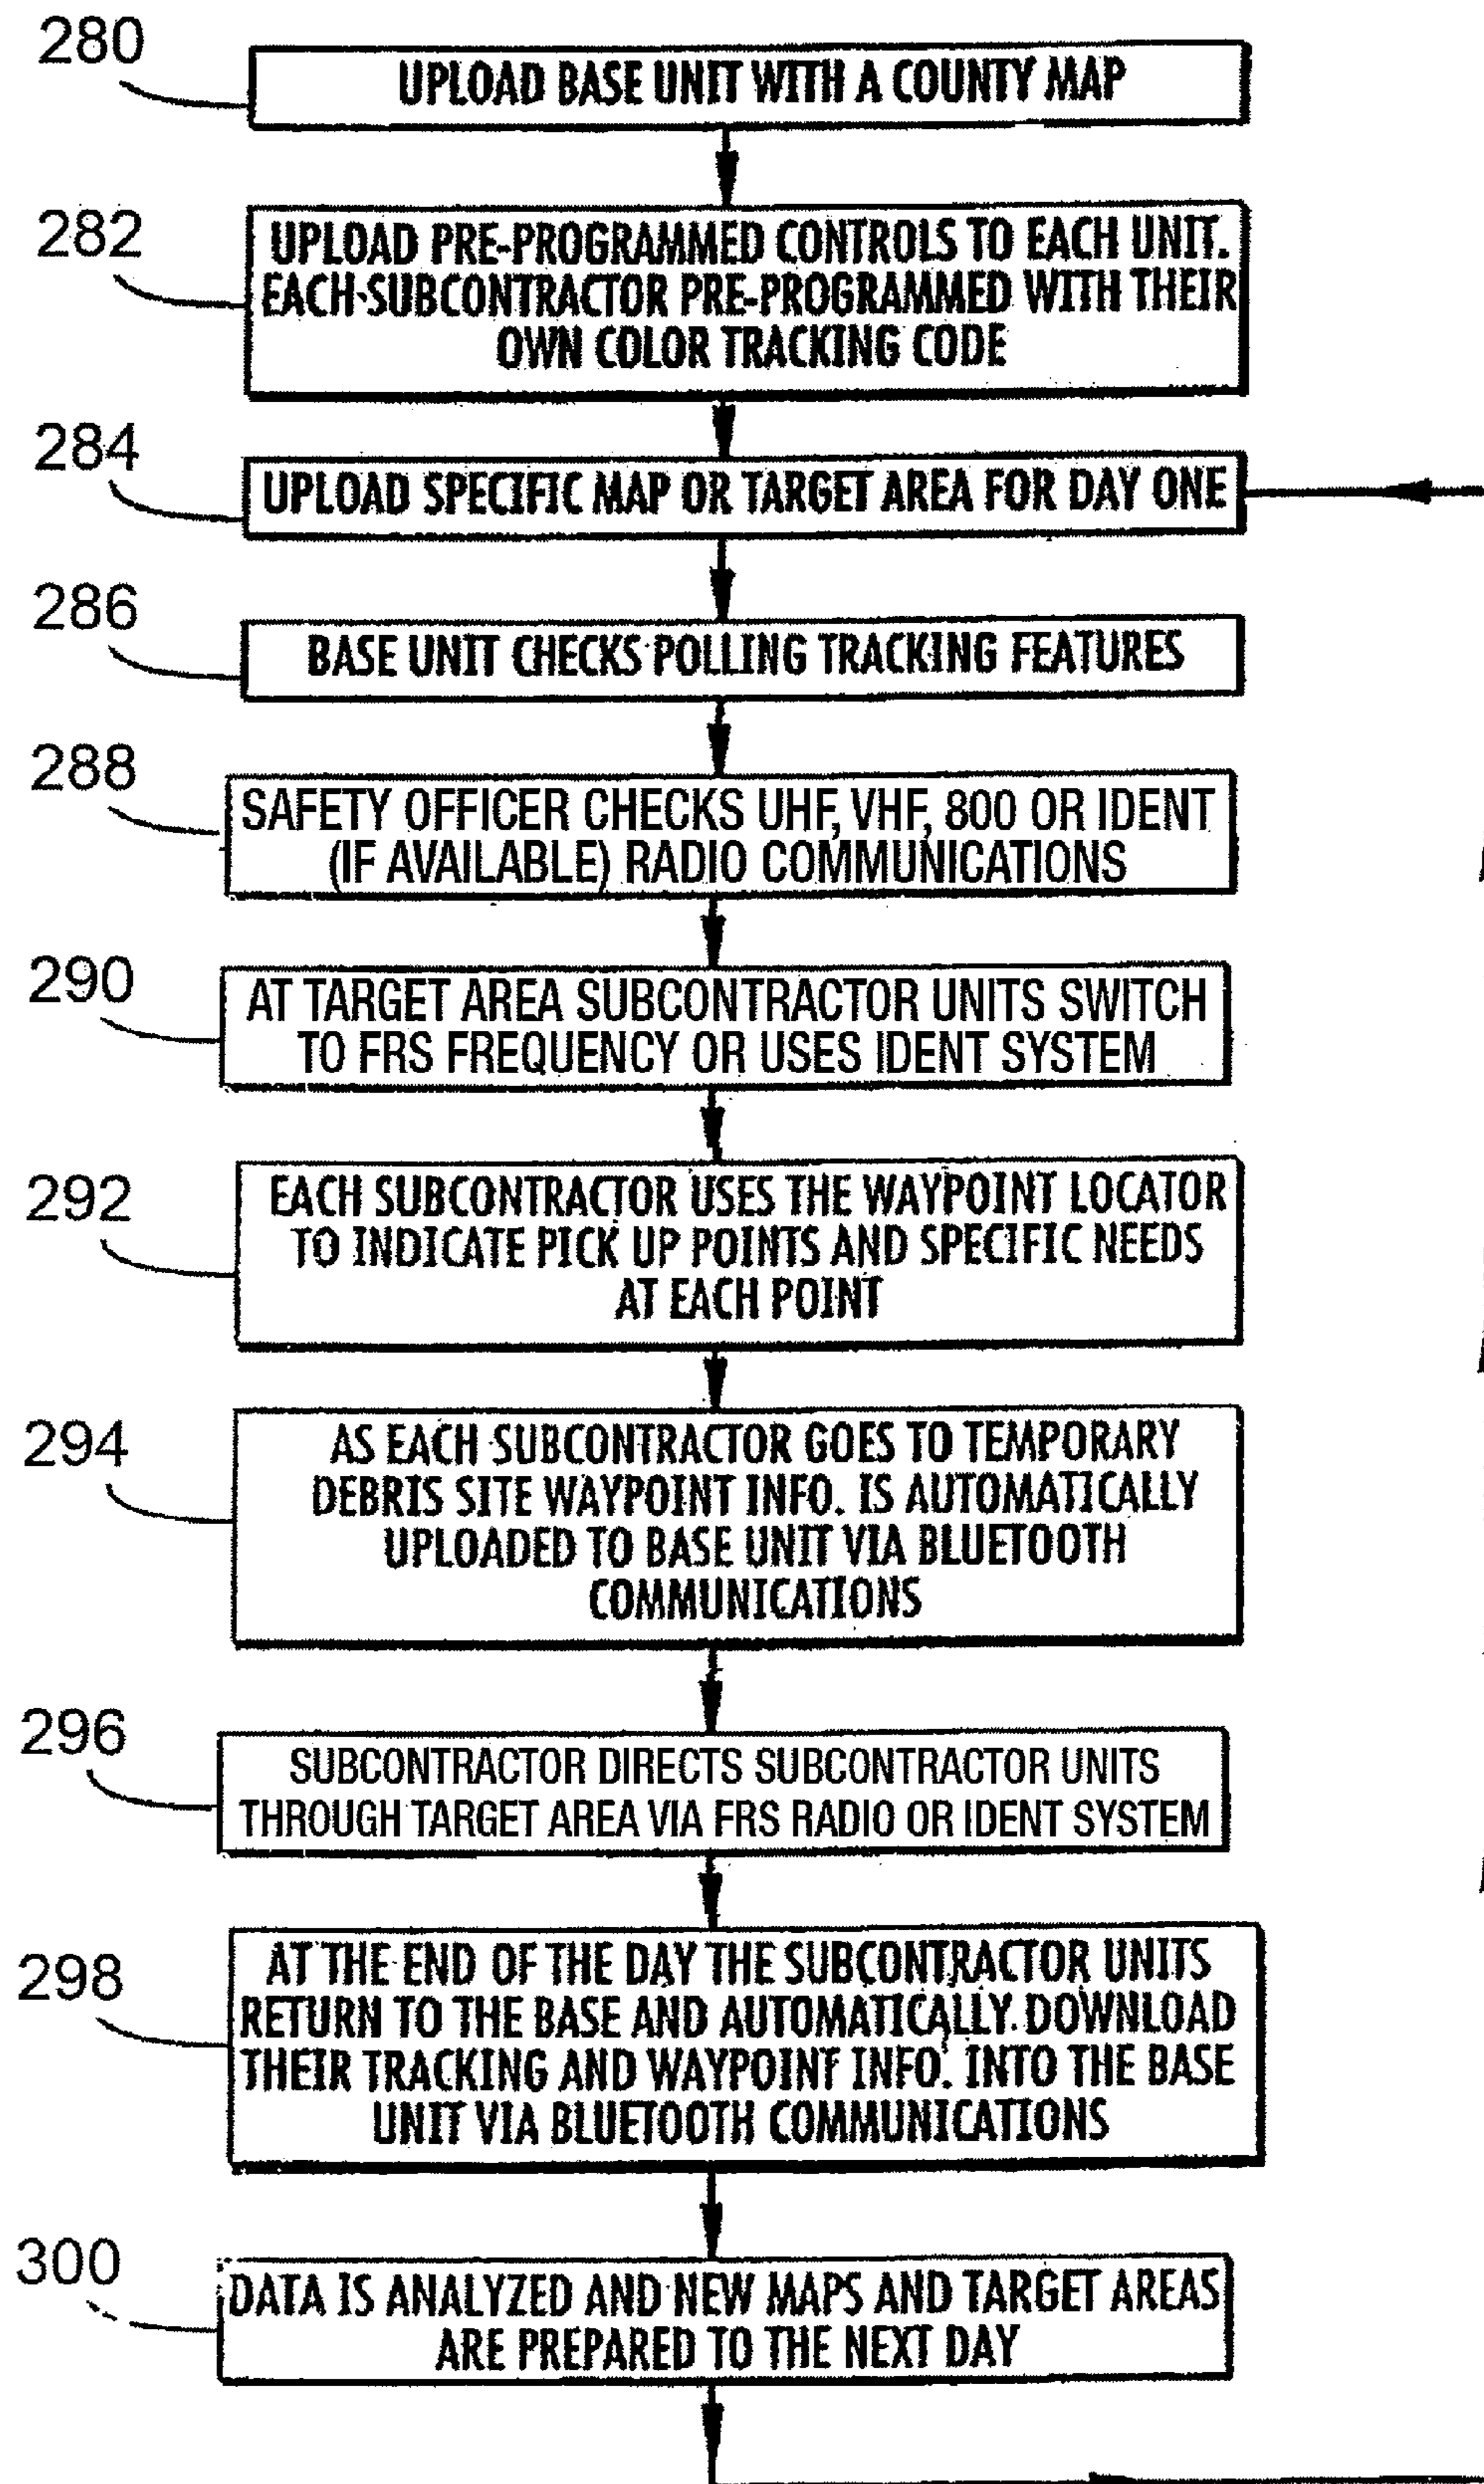 280
UPLOAD BASE UNIT WITH A COUNTY MAP
282
UPLOAD PRE-PROGRAMMED CONTROLS TO EACH UNIT.
EACH SUBCONTRACTOR PRE-PROGRAMMED WITH THEIR
OWN COLOR TRACKING CODE
284
UPLOAD SPECIFIC MAP OR TARGET AREA FOR DAY ONE
286
BASE UNIT CHECKS POLLING TRACKING FEATURES
288
SAFETY OFFICER CHECKS UHF, VHF, 800 OR IDENT
(IF AVAILABLE) RADIO COMMUNICATIONS
290
AT TARGET AREA SUBCONTRACTOR UNITS SWITCH
TO FRS FREQUENCY OR USES IDENT SYSTEM
292
EACH SUBCONTRACTOR USES THE WAYPOINT LOCATOR
TO INDICATE PICK UP POINTS AND SPECIFIC NEEDS
AT EACH POINT
294
AS EACH SUBCONTRACTOR GOES TO TEMPORARY
DEBRIS SITE WAYPOINT INFO. IS AUTOMATICALLY
UPLOADED TO BASE UNIT VIA BLUETOOTH
COMMUNICATIONS
296
SUBCONTRACTOR DIRECTS SUBCONTRACTOR UNITS
THROUGH TARGET AREA VIA FRS RADIO OR IDENT SYSTEM
298
AT THE END OF THE DAY THE SUBCONTRACTOR UNITS
RETURN TO THE BASE AND AUTOMATICALLY DOWNLOAD
THEIR TRACKING AND WAYPOINT INFO. INTO THE BASE
UNIT VIA BLUETOOTH COMMUNICATIONS
300
DATA IS ANALYZED AND NEW MAPS AND TARGET AREAS
ARE PREPARED TO THE NEXT DAY